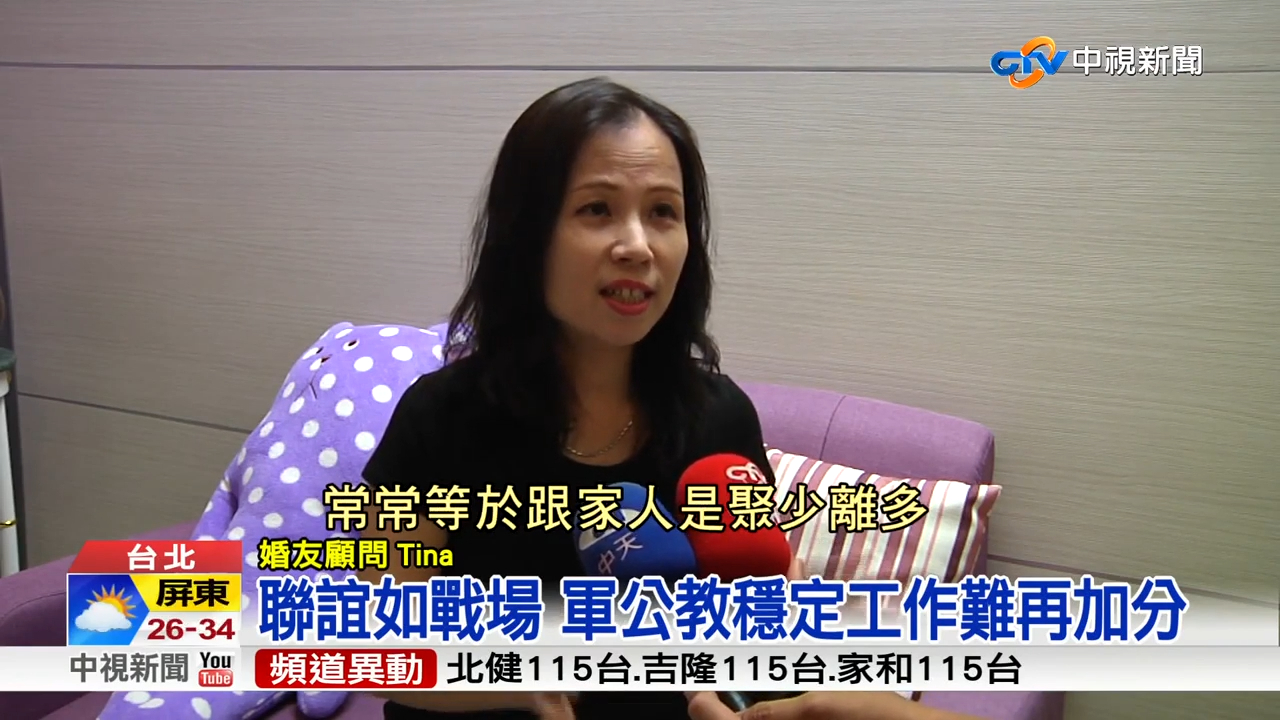 CTV 中視新聞
CTV
中天
常常等於跟家人是聚少離多
台北
婚友顧問 Tina
屏東
26-34
聯誼如戰場 軍公教穩定工作難再加分
中視新聞 YouTube
頻道異動 北健115台.吉隆115台.家和115台